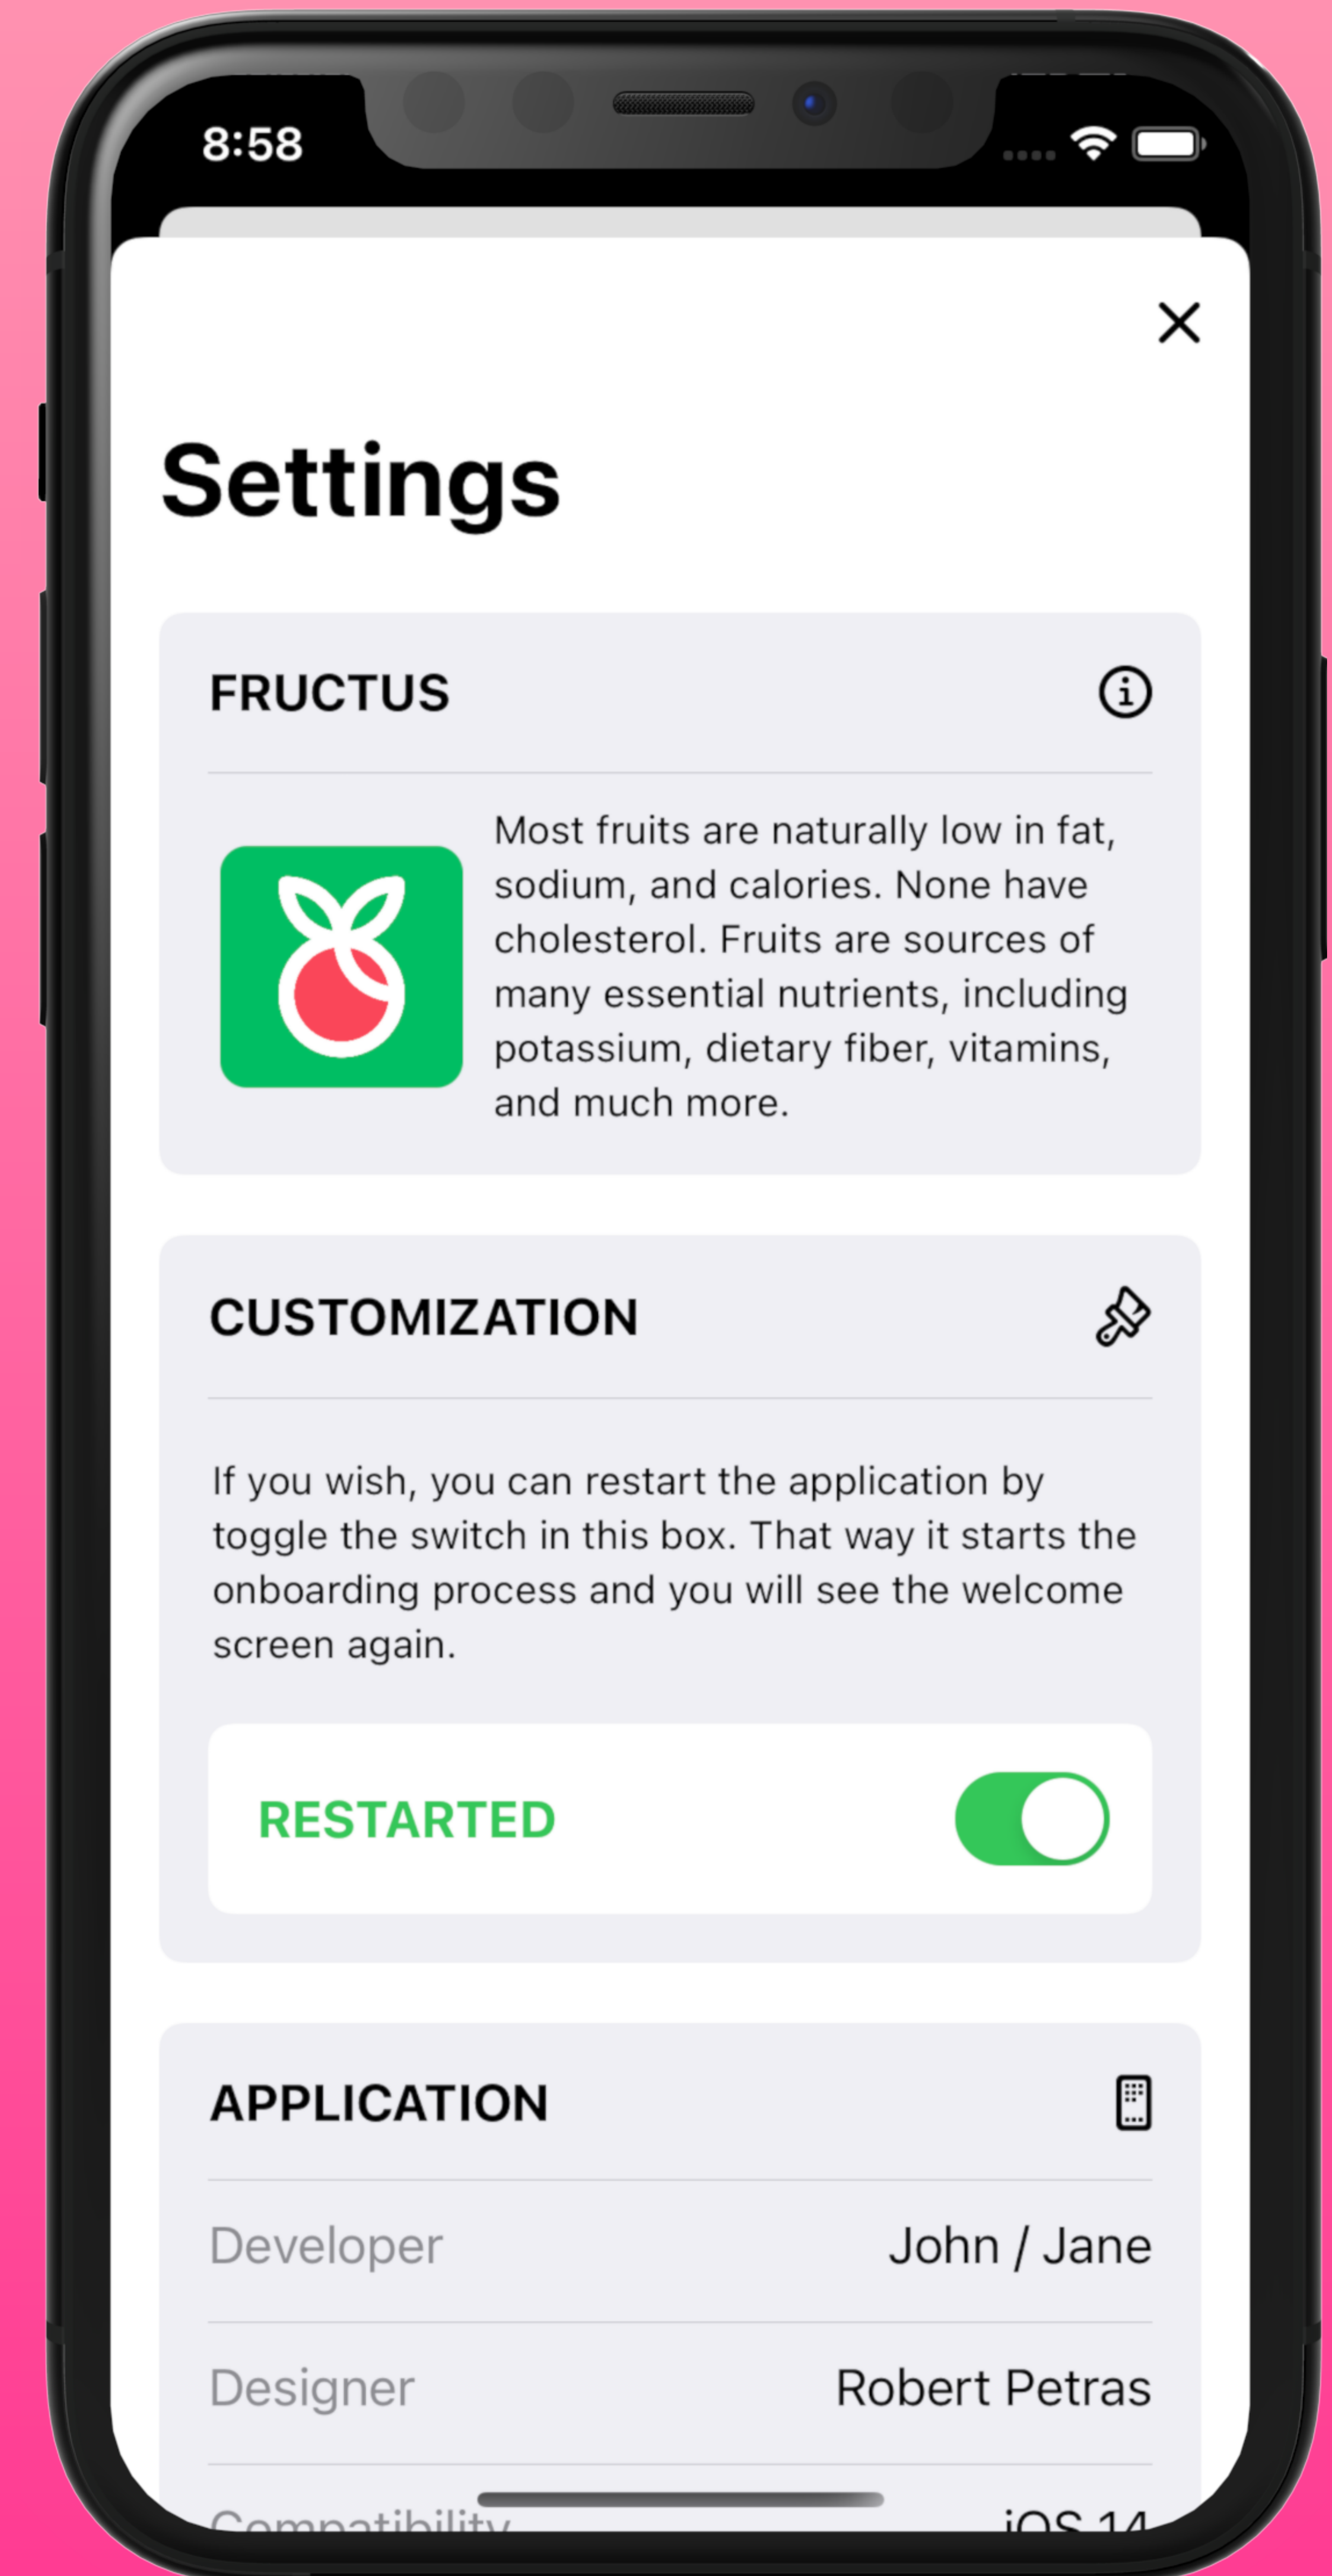 8:58
Settings
FRUCTUS
Most fruits are naturally low in fat,
sodium, and calories. None have
cholesterol. Fruits are sources of
many essential nutrients, including
potassium, dietary fiber, vitamins,
and much more.
CUSTOMIZATION
If you wish, you can restart the application by
toggle the switch in this box. That way it starts the
onboarding process and you will see the welcome
screen again.
RESTARTED
APPLICATION
Developer John / Jane
Designer Robert Petras
Compatibility iOS 14